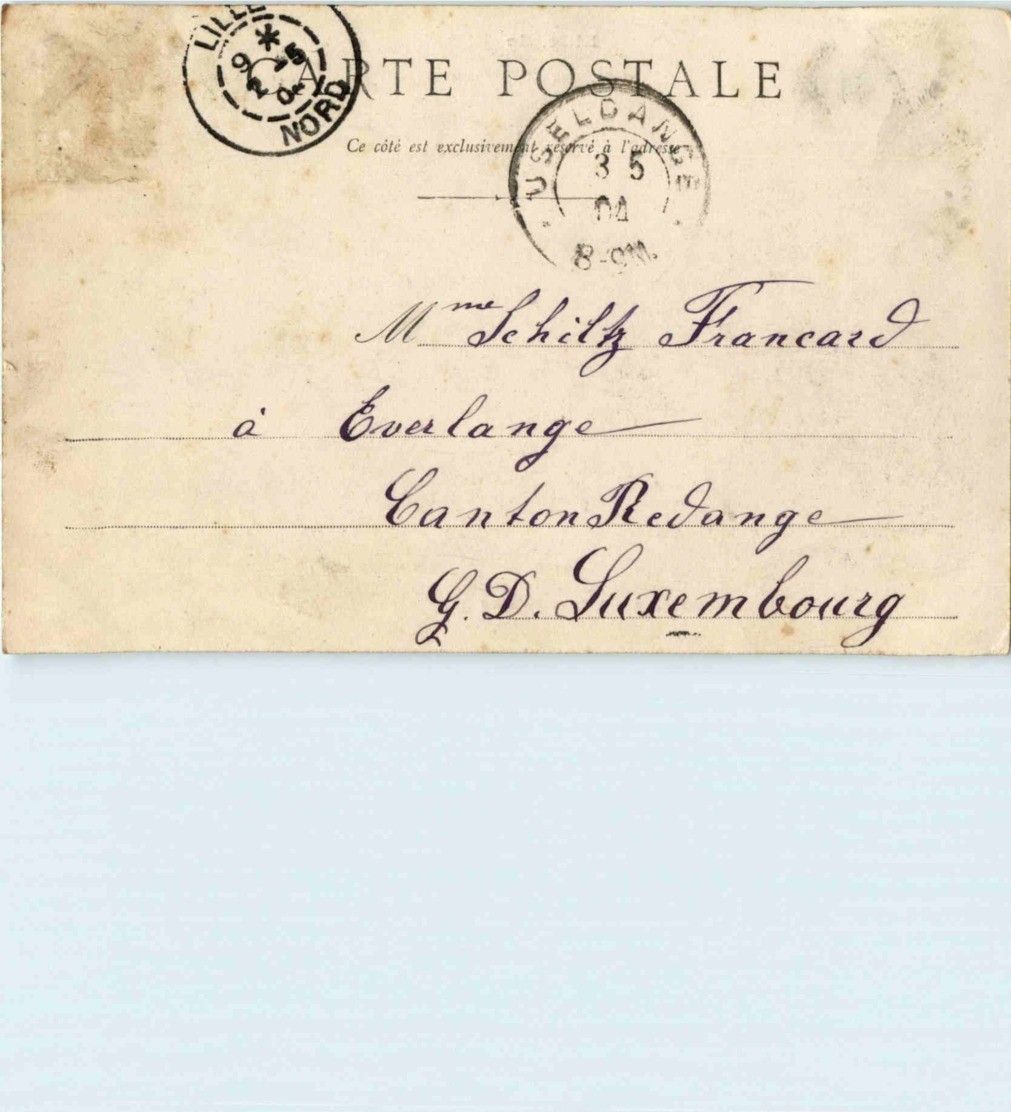 LILLE
9 *
2 -5
04
NORD
CARTE POSTALE
Ce côté est exclusivement réservé à l'adresse
USELDANGE
3 5
04
8-9M.
Mme Schiltz Francard
à Everlange
Canton Redange
G. D. Luxembourg